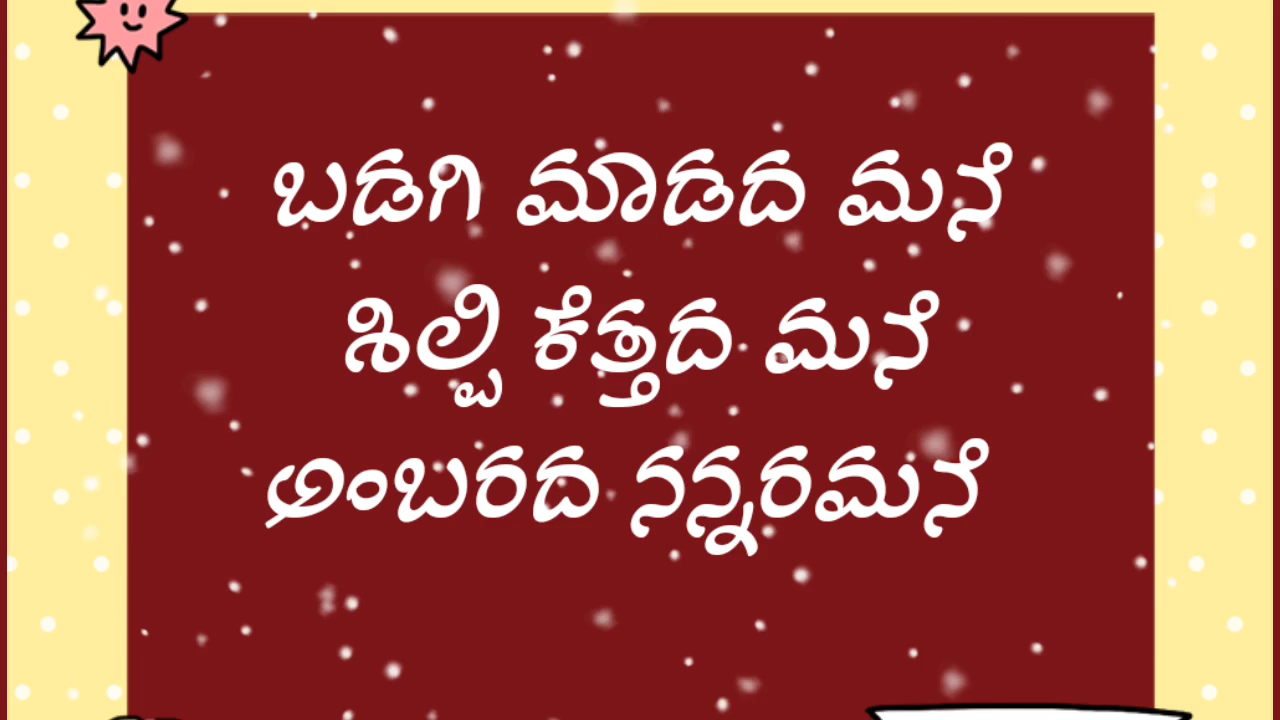 ಬಡಗಿ ಮಾಡದ ಮನೆ
ಶಿಲ್ಪಿ ಕೆತ್ತದ ಮನೆ
ಅಂಬರದ ನನ್ನರಮನೆ